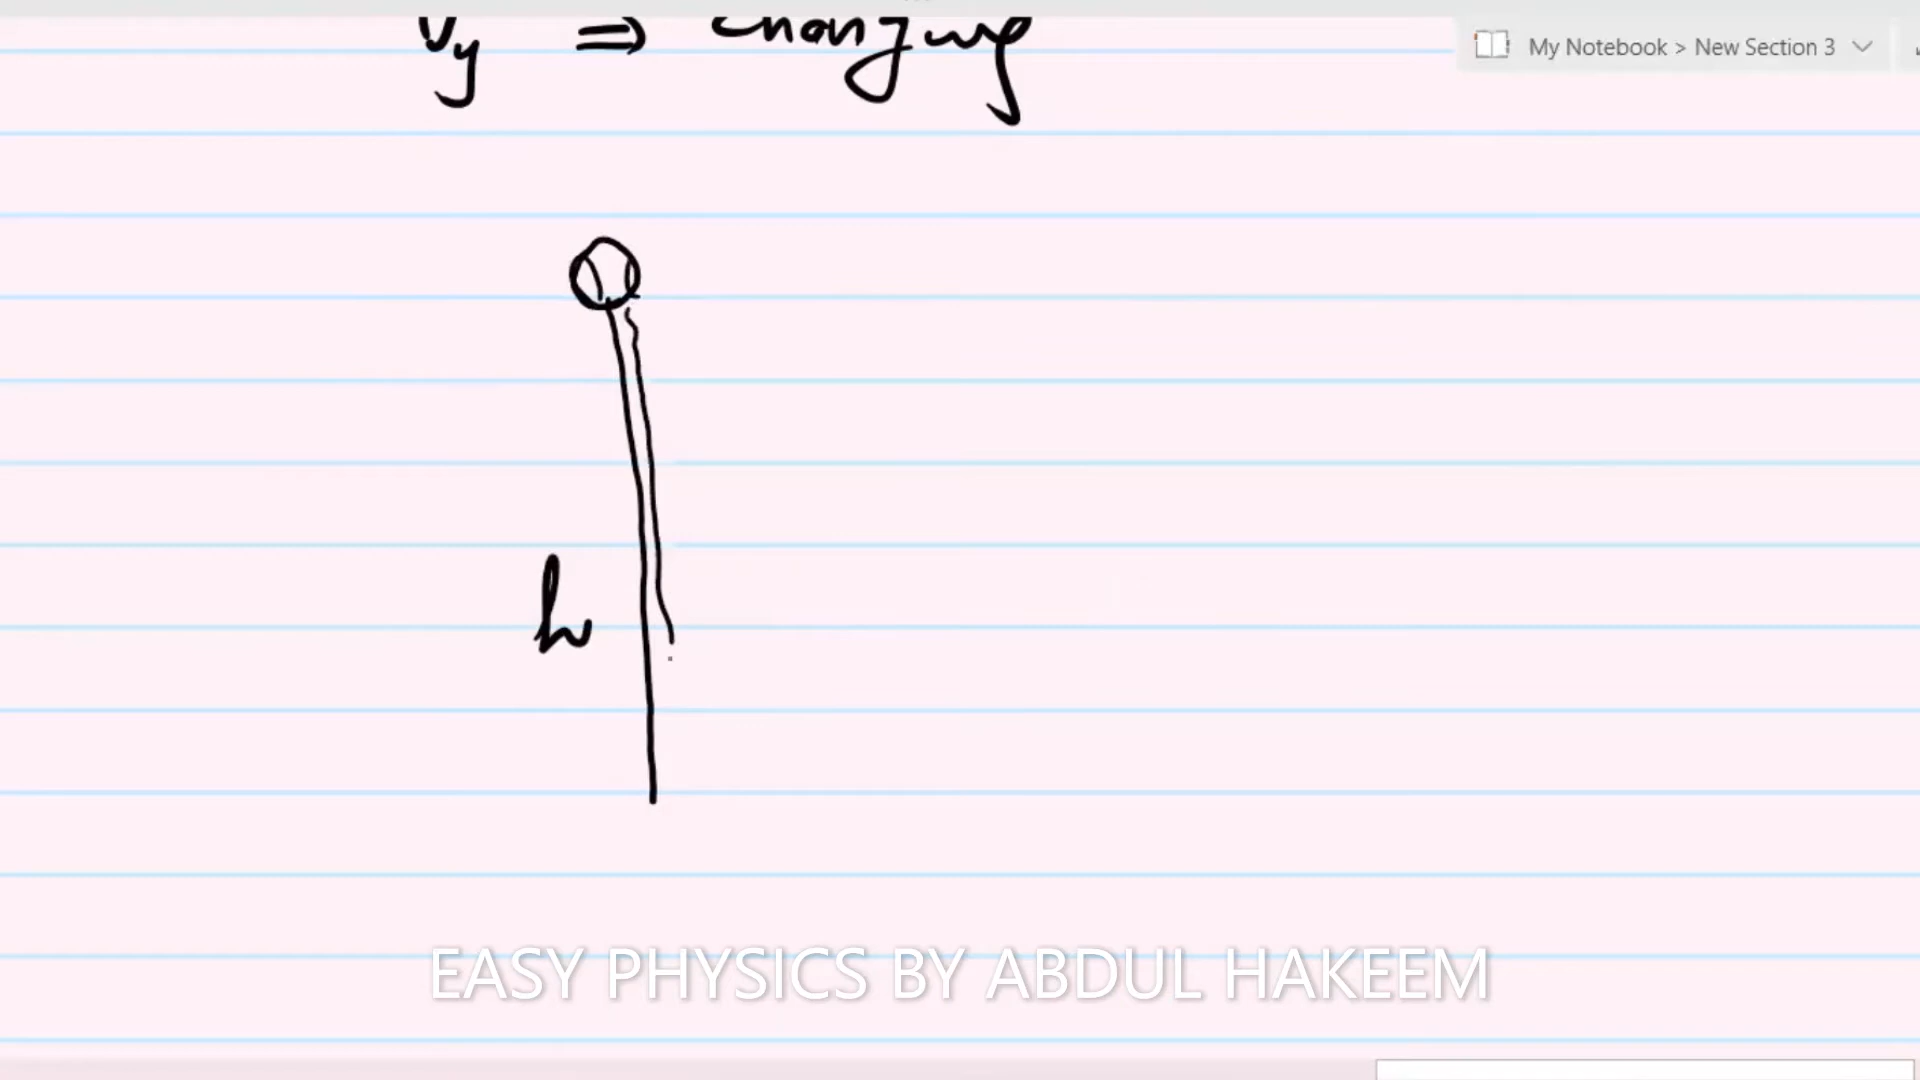 Vy ⇒ changing
My Notebook > New Section 3
h
EASY PHYSICS BY ABDUL HAKEEM